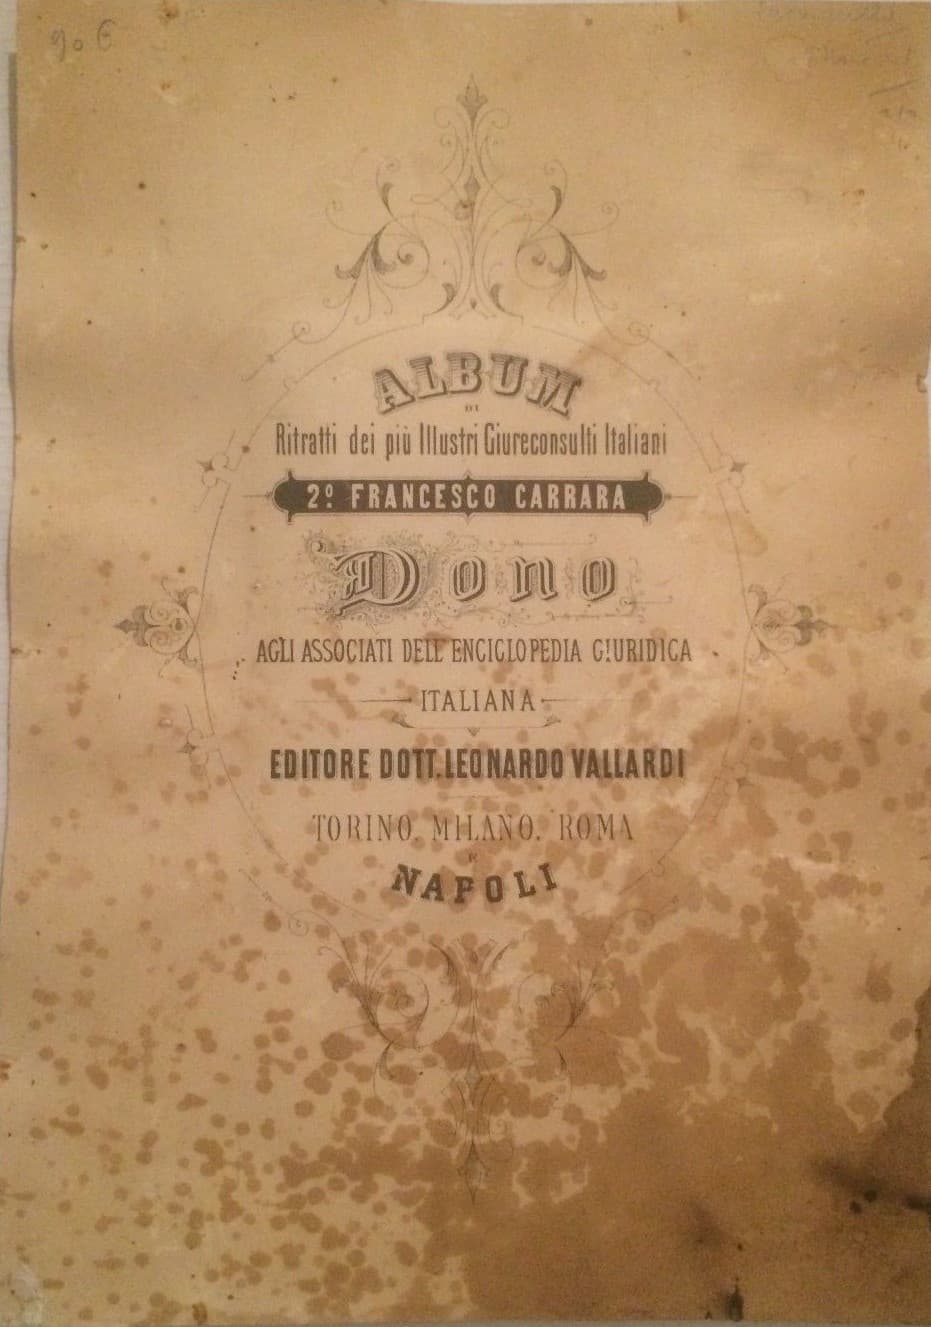 90 €
ALBUM
DI
Ritratti dei più Illustri Giureconsulti Italiani
2º FRANCESCO CARRARA
Dono
AGLI ASSOCIATI DELL'ENCICLOPEDIA GIURIDICA
ITALIANA
EDITORE DOTT. LEONARDO VALLARDI
TORINO. MILANO. ROMA
E
NAPOLI